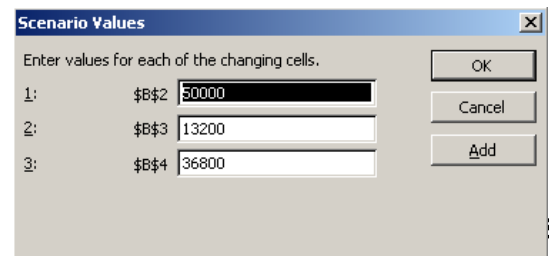 Scenario Values
Enter values for each of the changing cells.
OK
1: $B$2 50000
Cancel
2: $B$3 13200
Add
3: $B$4 36800